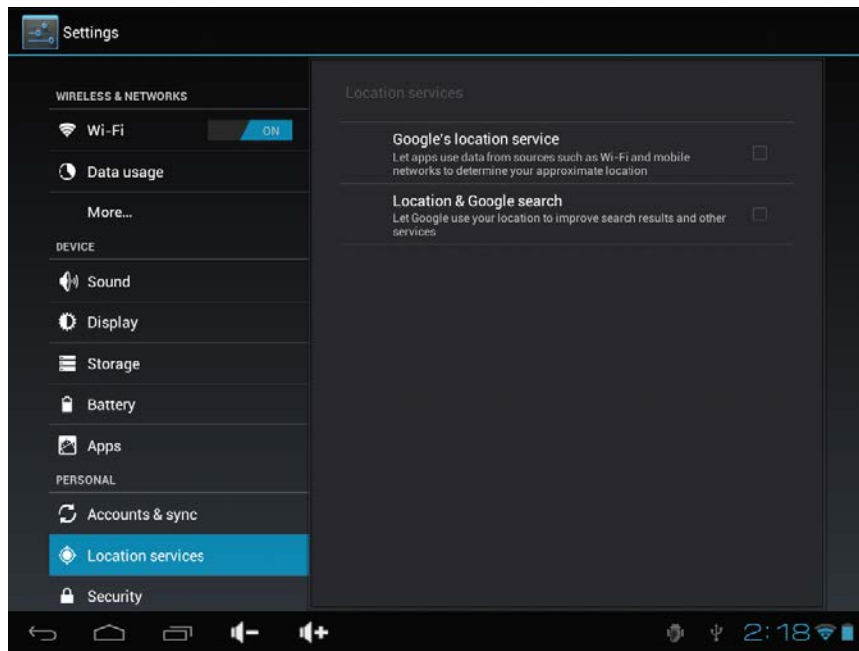 Settings
WIRELESS & NETWORKS
Wi-Fi
ON
Data usage
More...
DEVICE
Sound
Display
Storage
Battery
Apps
PERSONAL
Accounts & sync
Location services
Security
Location services
Google's location service
Let apps use data from sources such as Wi-Fi and mobile
networks to determine your approximate location
Location & Google search
Let Google use your location to improve search results and other
services
2:18